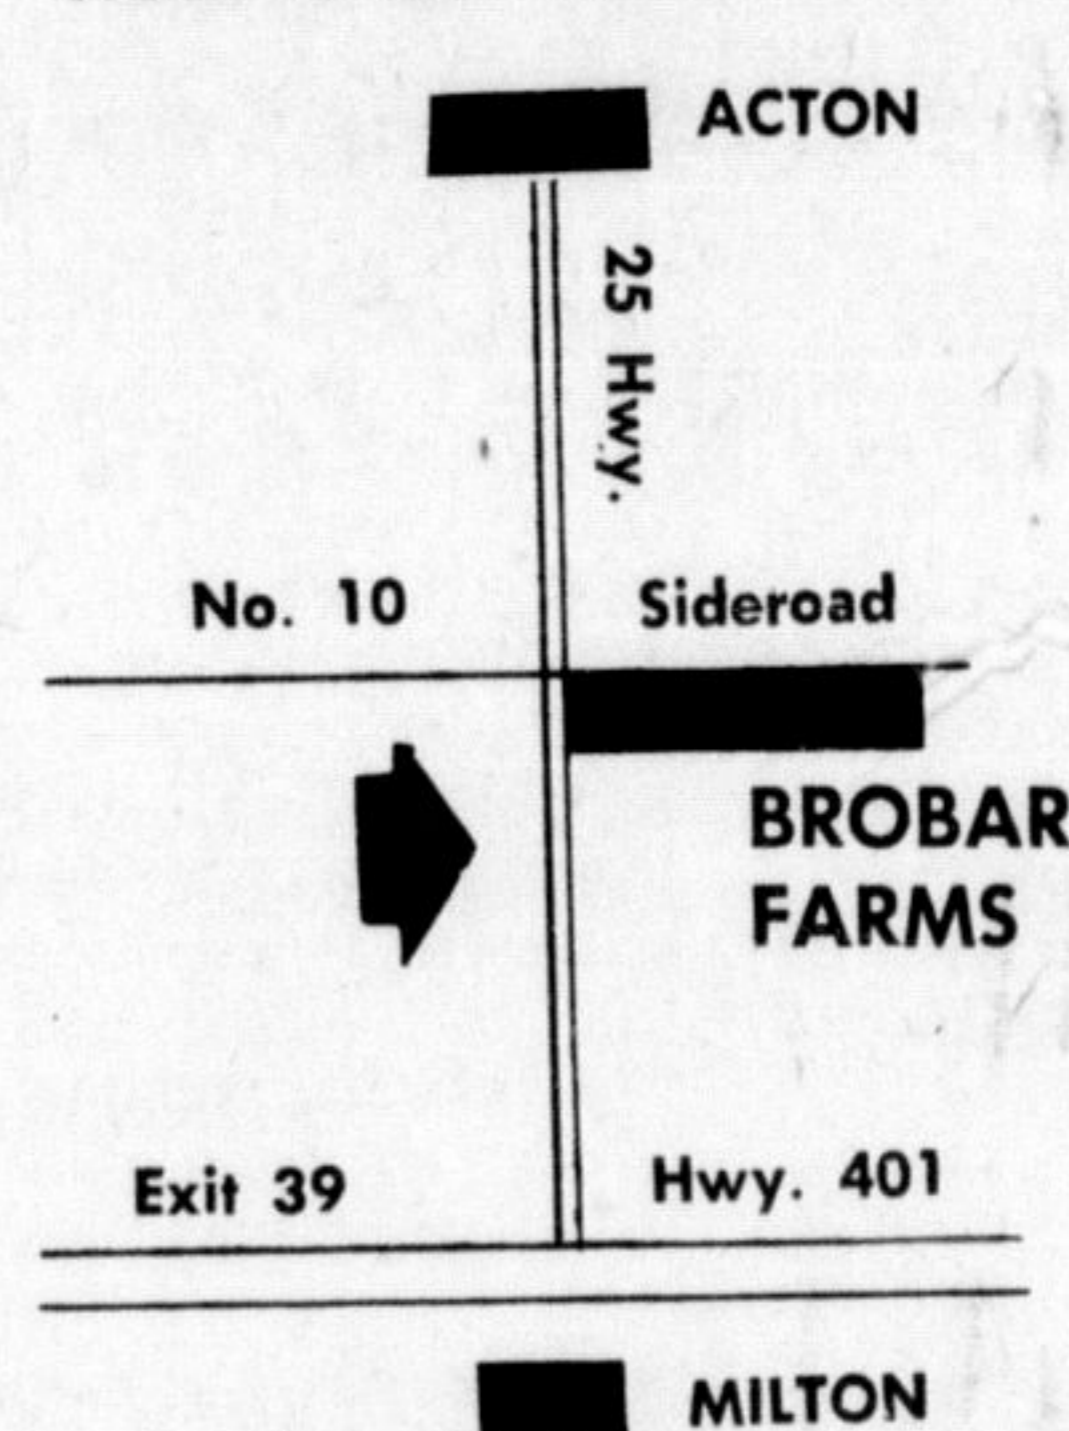 ACTON
25 Hwy.
No. 10 Sideroad
BROBAR
FARMS
Exit 39 Hwy. 401
MILTON